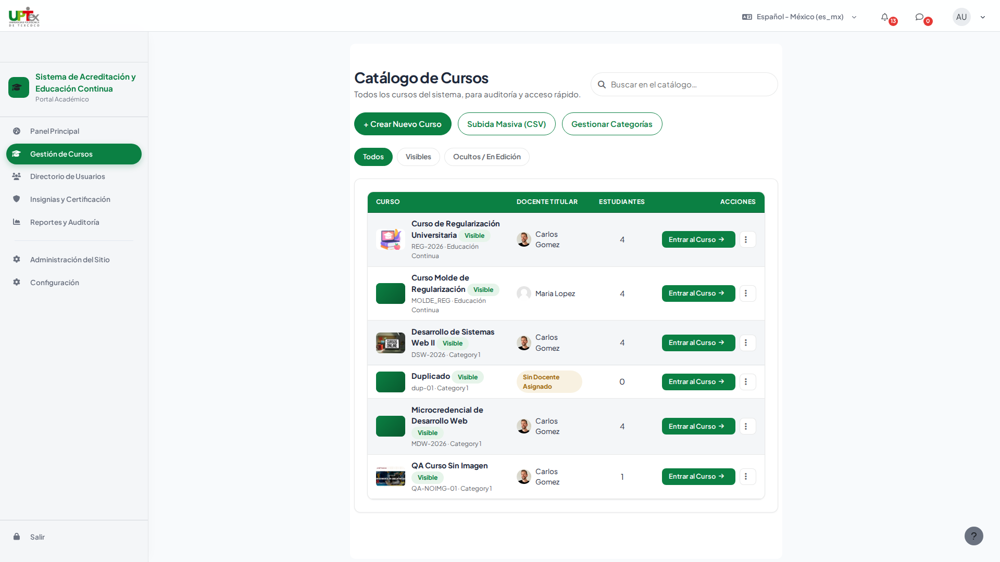 UPTex
UNIVERSIDAD POLITÉCNICA
DE TEXCOCO
Español - México (es_mx)
13
0
AU
Sistema de Acreditación y
Educación Continua
Portal Académico
Panel Principal
Gestión de Cursos
Directorio de Usuarios
Insignias y Certificación
Reportes y Auditoría
Administración del Sitio
Configuración
Salir
Catálogo de Cursos
Todos los cursos del sistema, para auditoría y acceso rápido.
Buscar en el catálogo...
+ Crear Nuevo Curso
Subida Masiva (CSV)
Gestionar Categorías
Todos
Visibles
Ocultos / En Edición
CURSO DOCENTE TITULAR ESTUDIANTES ACCIONES
Curso de Regularización
Universitaria Visible
REG-2026 · Educación
Continua
Carlos
Gomez
4
Entrar al Curso →
Curso Molde de
Regularización Visible
MOLDE_REG · Educación
Continua
Maria Lopez
4
Entrar al Curso →
CURSOS
ONLINE
Desarrollo de Sistemas
Web II Visible
DSW-2026 · Category 1
Carlos
Gomez
4
Entrar al Curso →
Duplicado Visible
dup-01 · Category 1
Sin Docente
Asignado
0
Entrar al Curso →
Microcredencial de
Desarrollo Web
Visible
MDW-2026 · Category 1
Carlos
Gomez
4
Entrar al Curso →
QA Curso Sin Imagen
Visible
QA-NOIMG-01 · Category 1
Carlos
Gomez
1
Entrar al Curso →
?